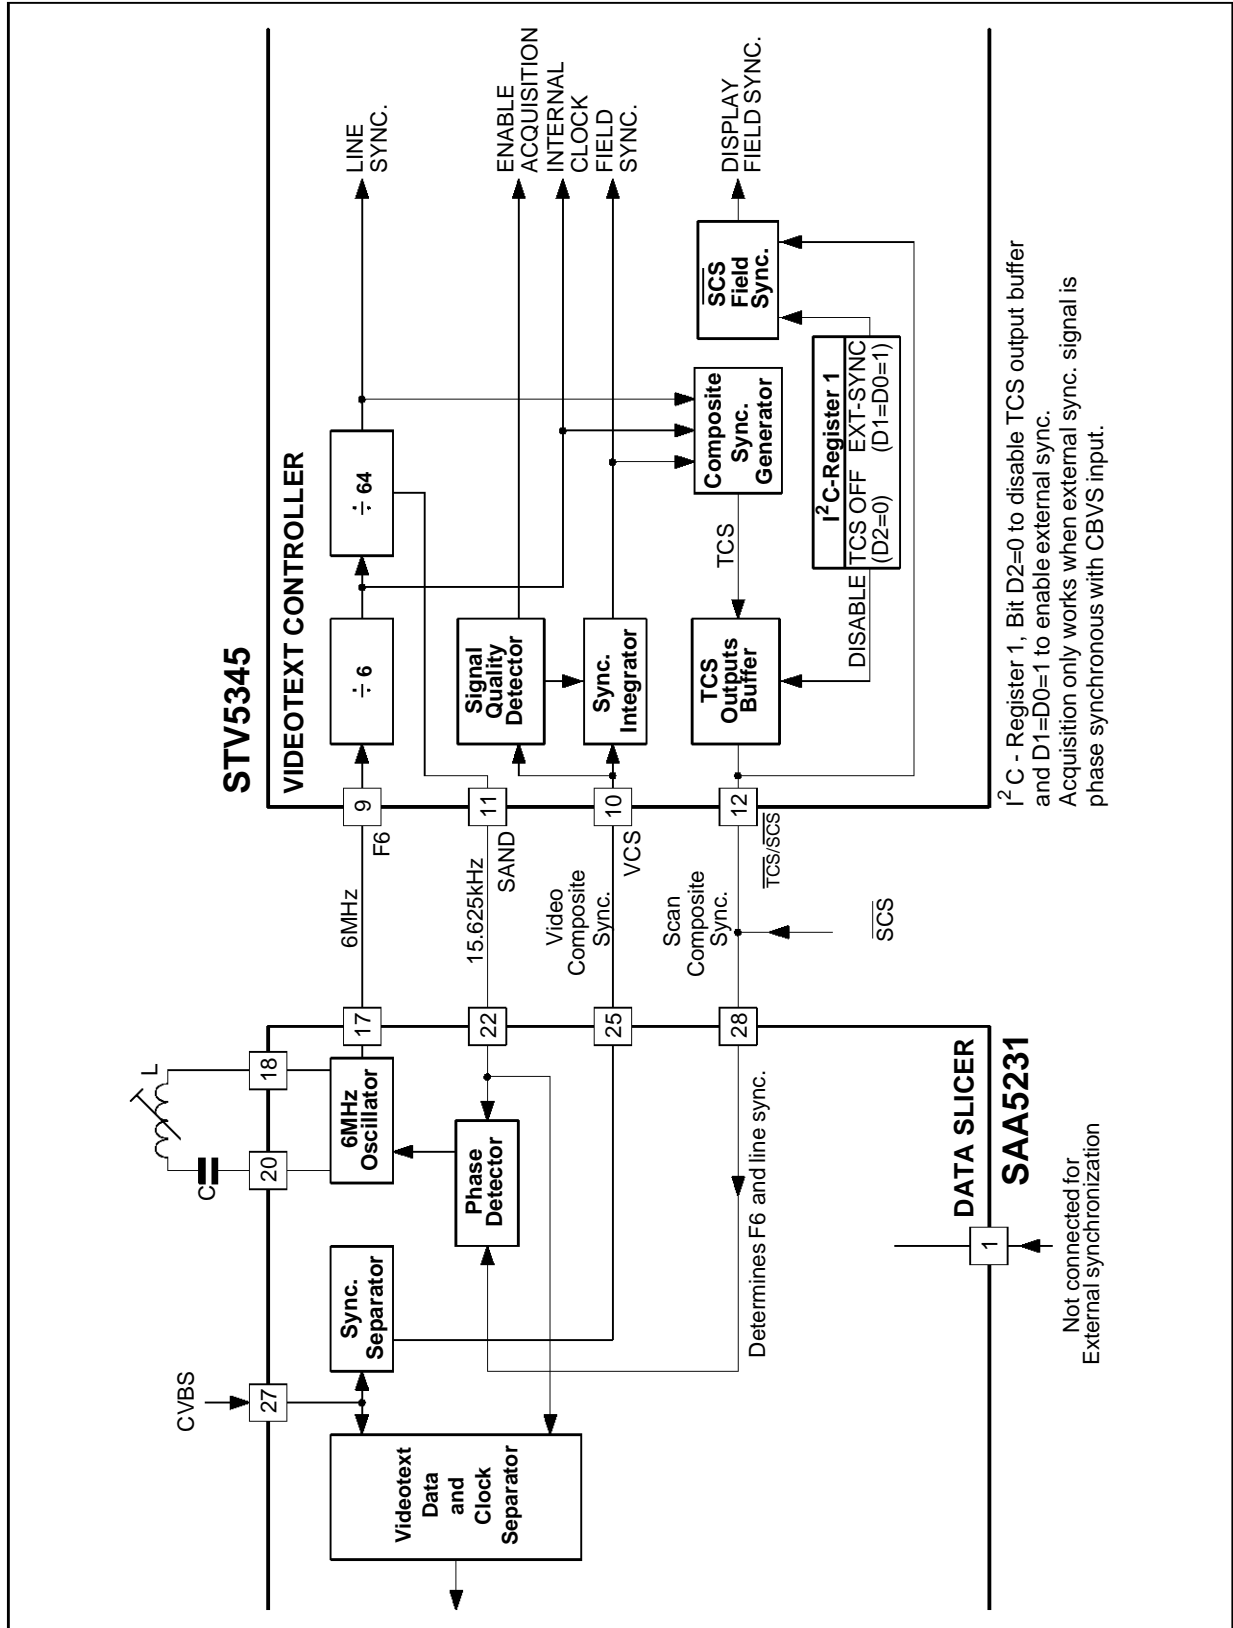 STV5345
VIDEOTEXT CONTROLLER
LINE
SYNC.
ENABLE
ACQUISITION
INTERNAL
CLOCK
FIELD
SYNC.
DISPLAY
FIELD SYNC.
÷ 6
÷ 64
Signal
Quality
Detector
Sync.
Integrator
Composite
Sync.
Generator
SCS
Field
Sync.
TCS
TCS
Outputs
Buffer
DISABLE
I2C-Register 1
TCS OFF
(D2=0)
EXT-SYNC
(D1=D0=1)
9
11
10
12
F6
SAND
VCS
TCS/SCS
6MHz
15.625kHz
Video
Composite
Sync.
Scan
Composite
Sync.
SCS
I2 C - Register 1, Bit D2=0 to disable TCS output buffer
and D1=D0=1 to enable external sync.
Acquisition only works when external sync. signal is
phase synchronous with CBVS input.
17
22
25
28
18
20
L
C
6MHz
Oscillator
Phase
Detector
Sync.
Separator
CVBS
27
Videotext
Data
and
Clock
Separator
Determines F6 and line sync.
DATA SLICER
SAA5231
1
Not connected for
External synchronization